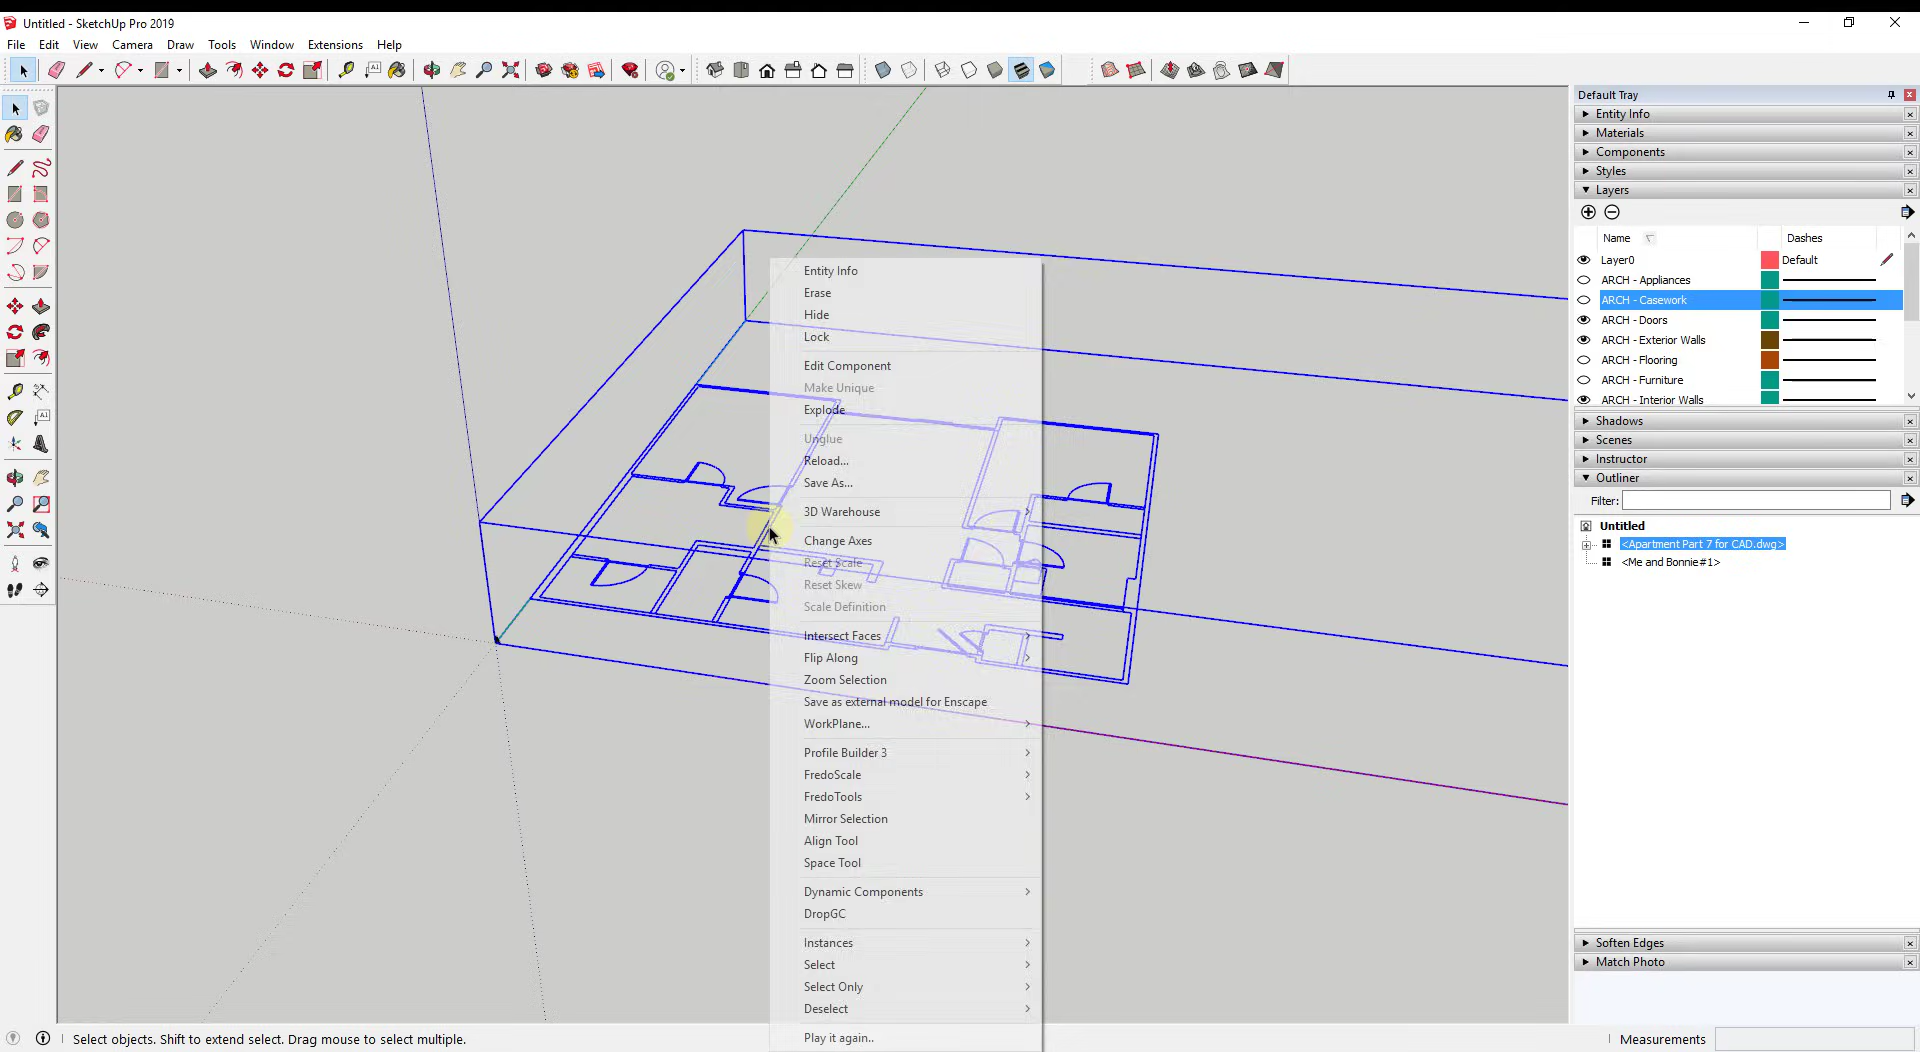 Untitled - SketchUp Pro 2019
File Edit View Camera Draw Tools Window Extensions Help
Default Tray
Entity Info
Materials
Components
Styles
Layers
Name Dashes
Layer0 Default
ARCH - Appliances
ARCH - Casework
ARCH - Doors
ARCH - Exterior Walls
ARCH - Flooring
ARCH - Furniture
ARCH - Interior Walls
Shadows
Scenes
Instructor
Outliner
Filter:
Untitled
<Apartment Part 7 for CAD.dwg>
<Me and Bonnie#1>
Soften Edges
Match Photo
Entity Info
Erase
Hide
Lock
Edit Component
Make Unique
Explode
Unglue
Reload...
Save As...
3D Warehouse
Change Axes
Reset Scale
Reset Skew
Scale Definition
Intersect Faces
Flip Along
Zoom Selection
Save as external model for Enscape
WorkPlane...
Profile Builder 3
FredoScale
FredoTools
Mirror Selection
Align Tool
Space Tool
Dynamic Components
DropGC
Instances
Select
Select Only
Deselect
Play it again..
Select objects. Shift to extend select. Drag mouse to select multiple.
Measurements